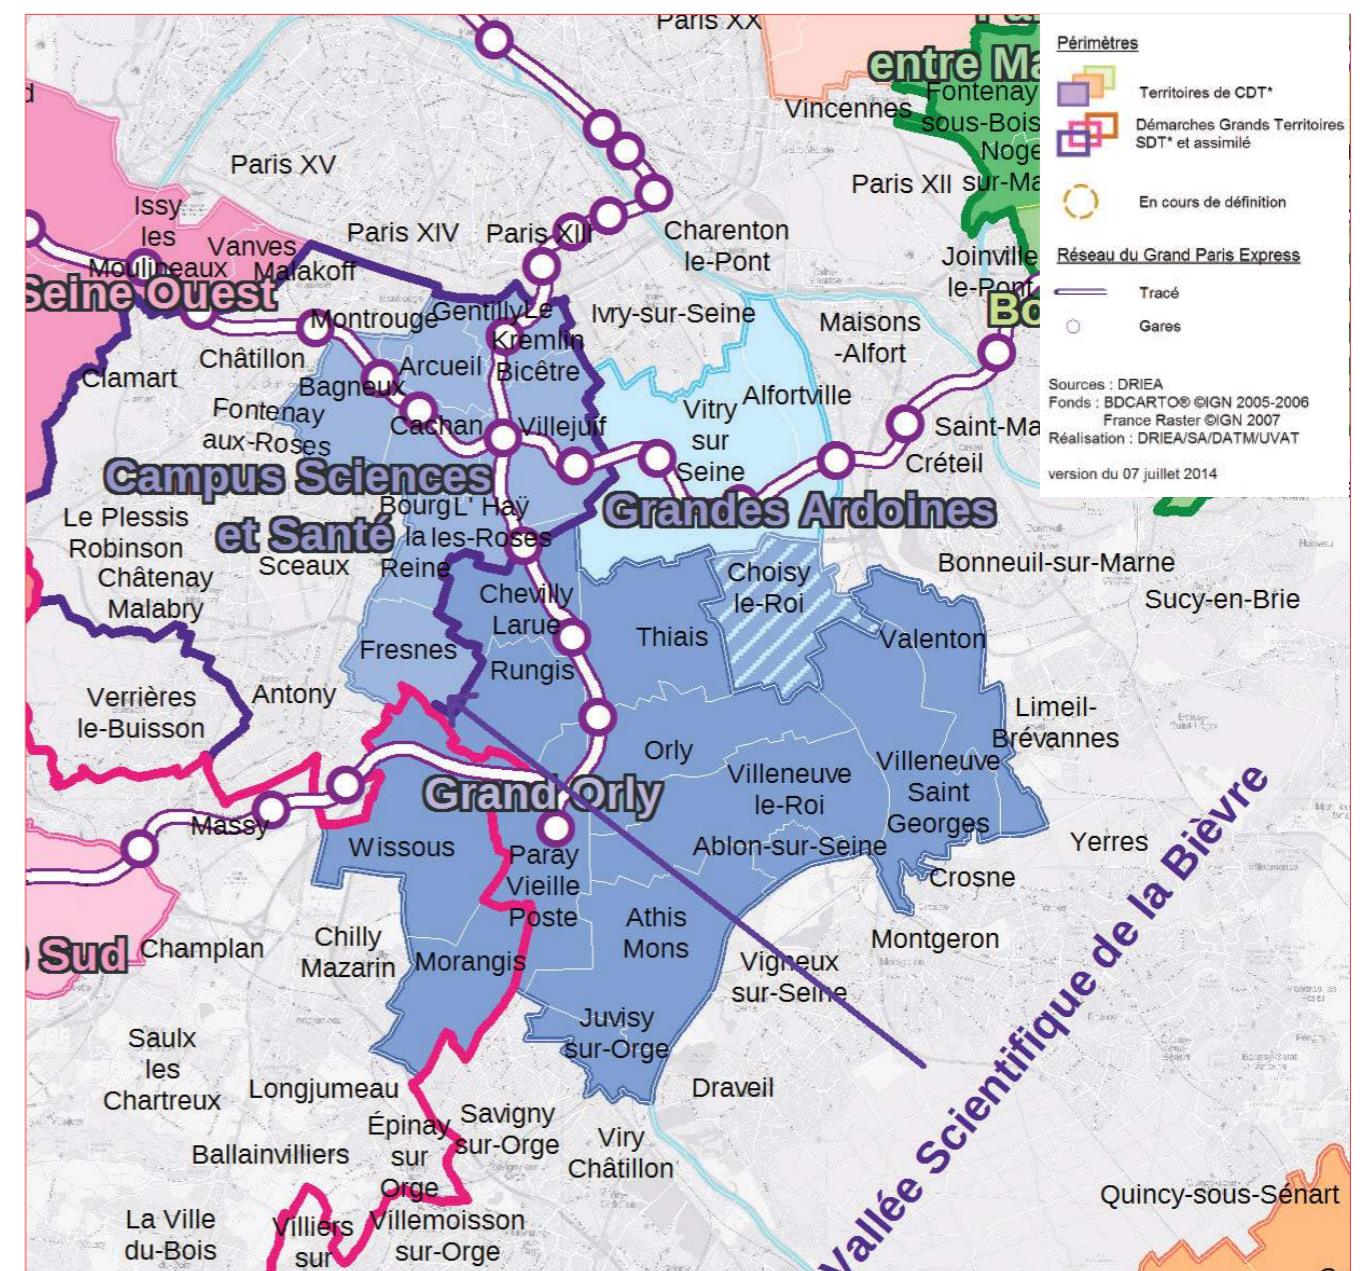 Paris XX
entre Ma
Fontenay
sous-Bois
Noge
sur-Ma
Vincennes
Paris XII
Paris XV
Issy
les
Moulineaux
Vanves
Malakoff
Paris XIV
Paris XIII
Charenton
le-Pont
Joinville
le-Pont
Seine Ouest
Bo
Montrouge
Gentilly
Le
Kremlin
Bicêtre
Ivry-sur-Seine
Maisons
-Alfort
Châtillon
Clamart
Arcueil
Bagneux
Alfortville
Vitry
sur
Seine
Fontenay
aux-Roses
Cachan
Villejuif
Saint-Ma
Créteil
Campus Sciences
et Santé
Grandes Ardoines
Bourg
la
Reine
L' Haÿ
les-Roses
Le Plessis
Robinson
Châtenay
Malabry
Sceaux
Choisy
le-Roi
Bonneuil-sur-Marne
Sucy-en-Brie
Chevilly
Larue
Thiais
Valenton
Fresnes
Rungis
Verrières
le-Buisson
Antony
Limeil-
Brévannes
Orly
Villeneuve
le-Roi
Villeneuve
Saint
Georges
Grand Orly
Massy
Wissous
Paray
Vieille
Poste
Ablon-sur-Seine
Yerres
Crosne
Sud
Champlan
Chilly
Mazarin
Morangis
Athis
Mons
Montgeron
Vigneux
sur-Seine
Juvisy
sur-Orge
Saulx
les
Chartreux
Longjumeau
Draveil
Épinay
sur
Orge
Savigny
sur-Orge
Viry
Châtillon
Ballainvilliers
La Ville
du-Bois
Villiers
sur
Villemoisson
sur-Orge
Quincy-sous-Sénart
Vallée Scientifique de la Bièvre
Périmètres
Territoires de CDT*
Démarches Grands Territoires
SDT* et assimilé
En cours de définition
Réseau du Grand Paris Express
Tracé
Gares
Sources : DRIEA
Fonds : BDCARTO® ©IGN 2005-2006
France Raster ©IGN 2007
Réalisation : DRIEA/SA/DATM/UVAT
version du 07 juillet 2014